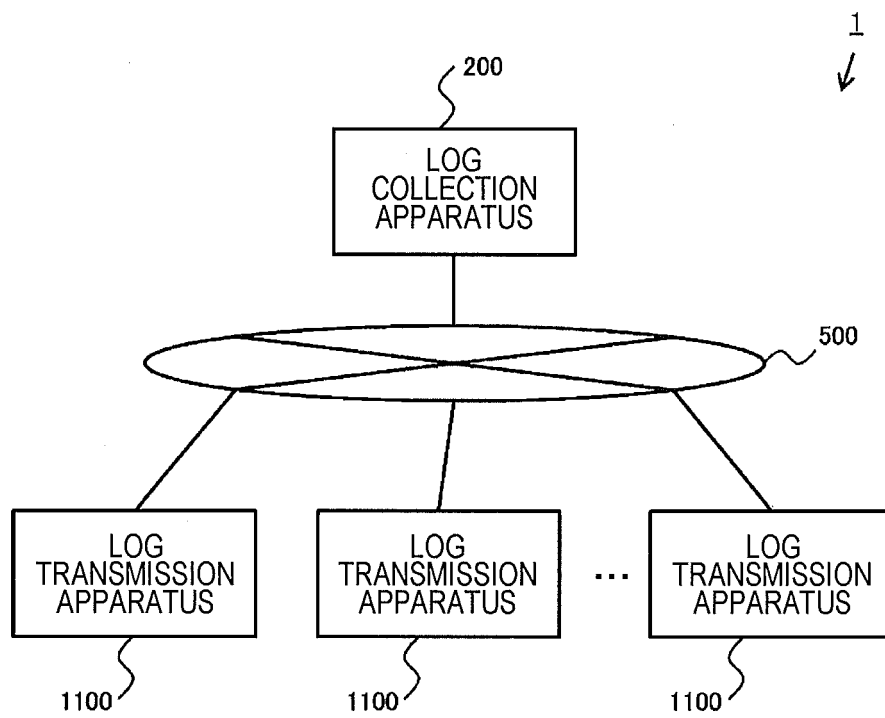 1
200
LOG
COLLECTION
APPARATUS
500
LOG
TRANSMISSION
APPARATUS
LOG
TRANSMISSION
APPARATUS
...
LOG
TRANSMISSION
APPARATUS
1100
1100
1100